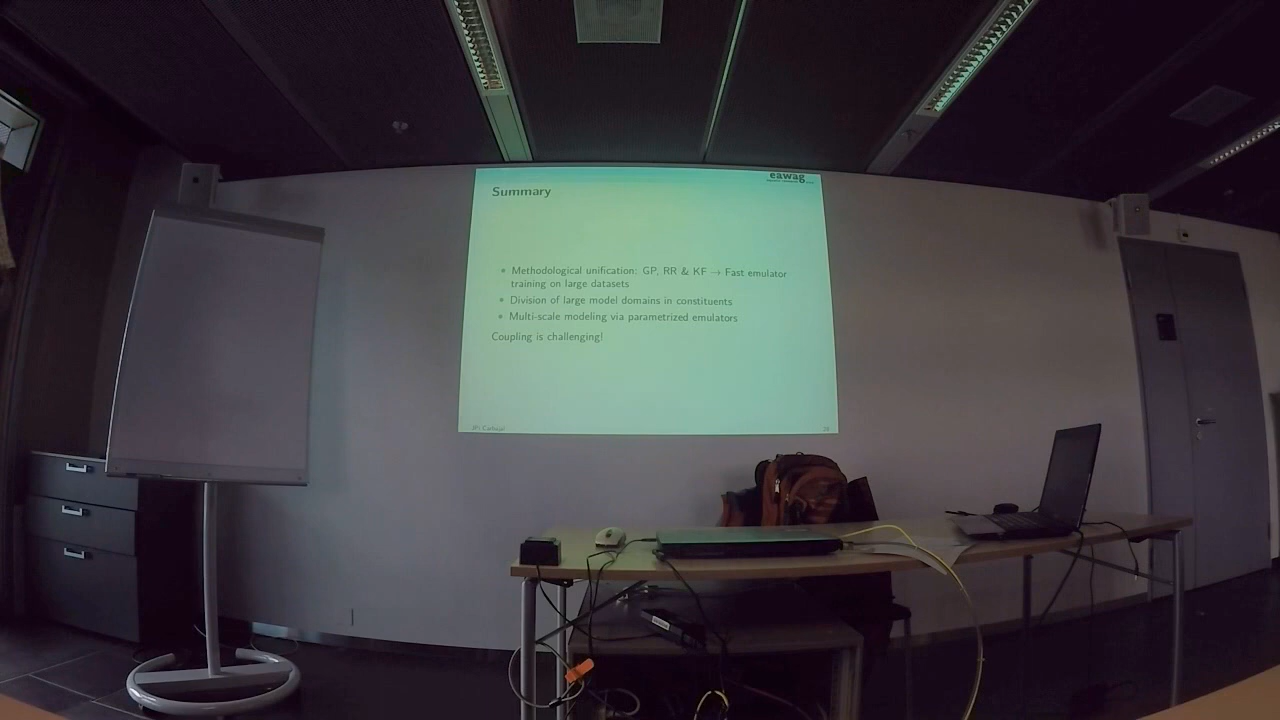 eawag
Summary
• Methodological unification: GP, RR & KF → Fast emulator
training on large datasets
• Division of large model domains in constituents
• Multi-scale modeling via parametrized emulators
Coupling is challenging!